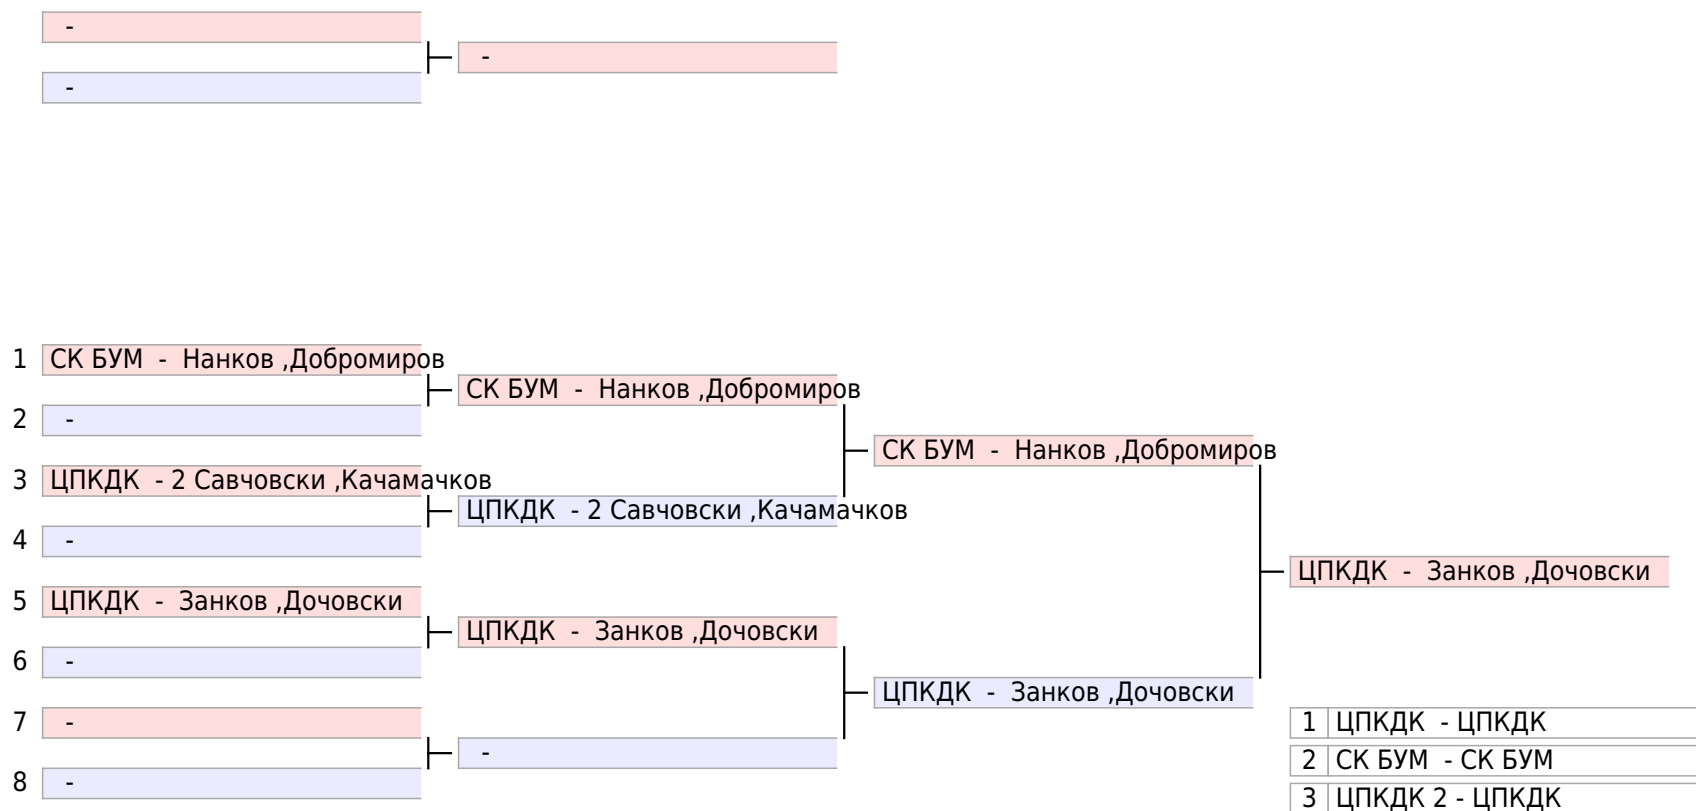 -
-
-
1 СК БУМ - Нанков ,Добромиров
СК БУМ - Нанков ,Добромиров
2 -
СК БУМ - Нанков ,Добромиров
3 ЦПКДК - 2 Савчовски ,Качамачков
ЦПКДК - 2 Савчовски ,Качамачков
4 -
ЦПКДК - Занков ,Дочовски
5 ЦПКДК - Занков ,Дочовски
ЦПКДК - Занков ,Дочовски
6 -
ЦПКДК - Занков ,Дочовски
7 -
-
8 -
1 ЦПКДК - ЦПКДК
2 СК БУМ - СК БУМ
3 ЦПКДК 2 - ЦПКДК